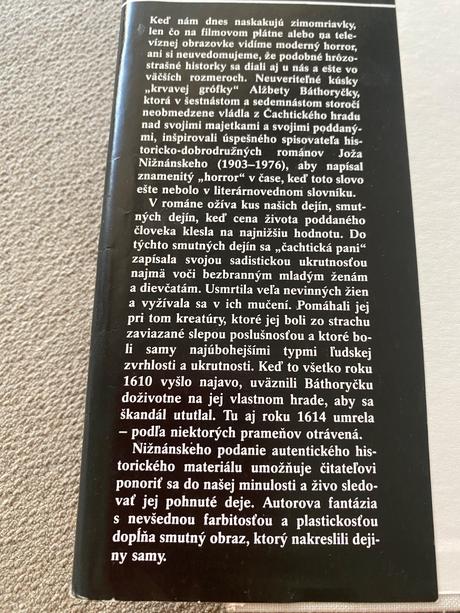 Keď nám dnes naskakujú zimomriavky,
len čo na filmovom plátne alebo na tele-
víznej obrazovke vidíme moderný horror,
ani si neuvedomujeme, že podobné hrôzo-
strašné historky sa diali aj u nás a ešte vo
väčších rozmeroch. Neuveriteľné kúsky
„krvavej grófky“ Alžbety Báthoryčky,
ktorá v šestnástom a sedemnástom storočí
neobmedzene vládla z Čachtického hradu
nad svojimi majetkami a svojimi poddaný-
mi, inšpirovali úspešného spisovateľa his-
toricko-dobrodružných románov Joža
Nižnánskeho (1903–1976), aby napísal
znamenitý „horror“ v čase, keď toto slovo
ešte nebolo v literárnovednom slovníku.
V románe ožíva kus našich dejín, smut-
ných dejín, keď cena života poddaného
človeka klesla na najnižšiu hodnotu. Do
týchto smutných dejín sa „čachtická pani“
zapísala svojou sadistickou ukrutnosťou
najmä voči bezbranným mladým ženám
a dievčatám. Usmrtila veľa nevinných žien
a vyžívala sa v ich mučení. Pomáhali jej
pri tom kreatúry, ktoré jej boli zo strachu
zaviazané slepou poslušnosťou a ktoré bo-
li samy najúbohejšími typmi ľudskej
zvrhlosti a ukrutnosti. Keď to všetko roku
1610 vyšlo najavo, uväznili Báthoryčku
doživotne na jej vlastnom hrade, aby sa
škandál ututlal. Tu aj roku 1614 umrela
– podľa niektorých prameňov otrávená.
Nižnánskeho podanie autentického his-
torického materiálu umožňuje čitateľovi
ponoriť sa do našej minulosti a živo sledo-
vať jej pohnuté deje. Autorova fantázia
s nevšednou farbitosťou a plastickosťou
dopĺňa smutný obraz, ktorý nakreslili deji-
ny samy.